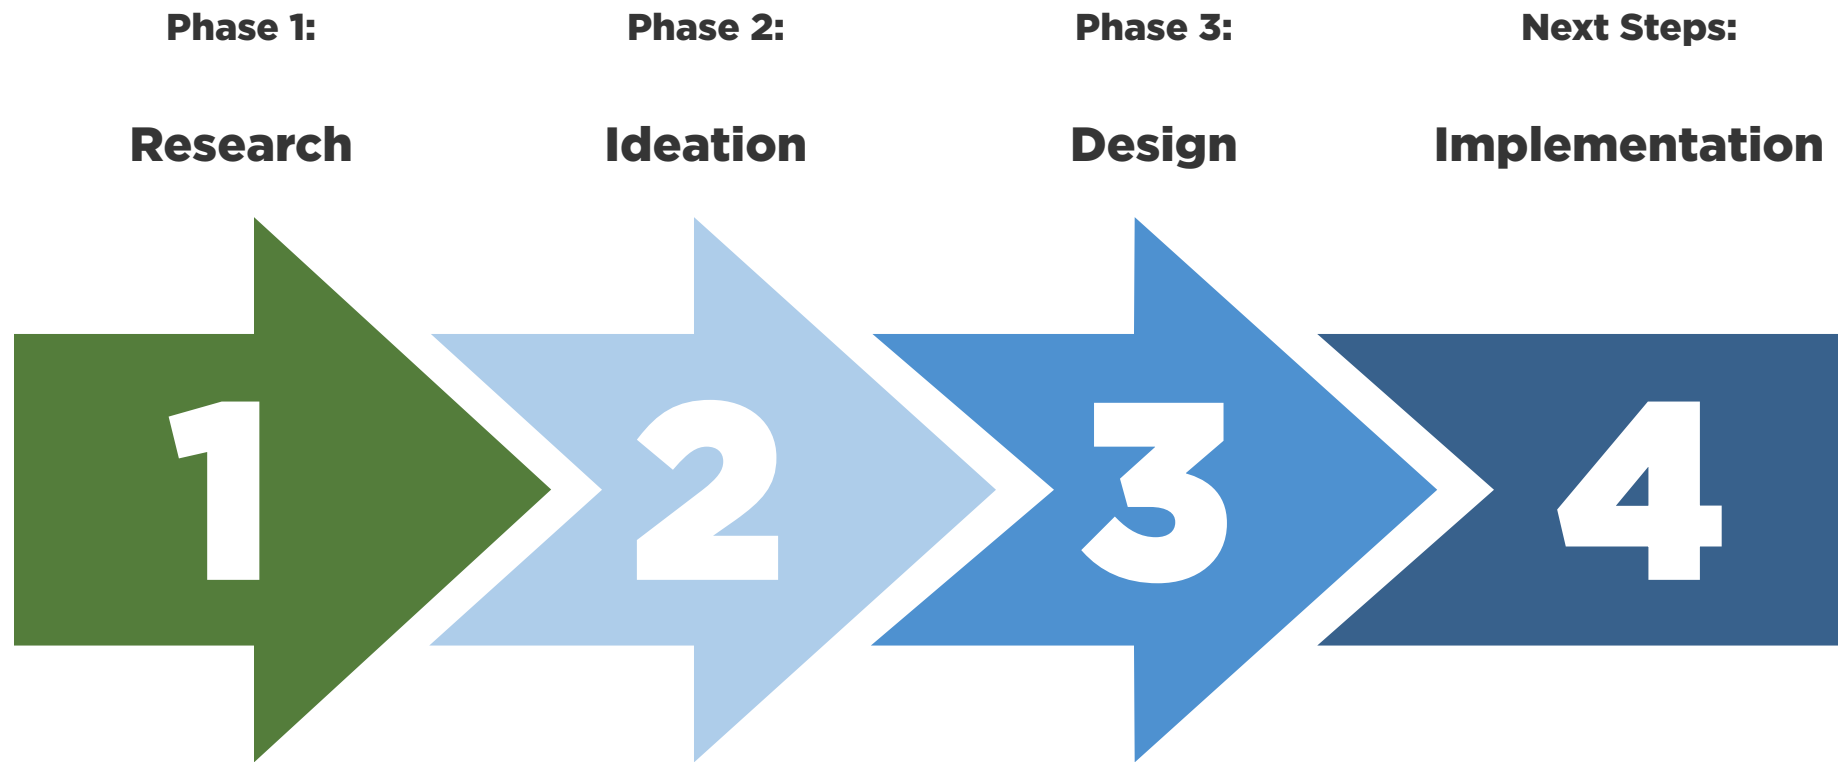 Phase 1:
Research
1
Phase 2:
Ideation
2
Phase 3:
Design
3
Next Steps:
Implementation
4